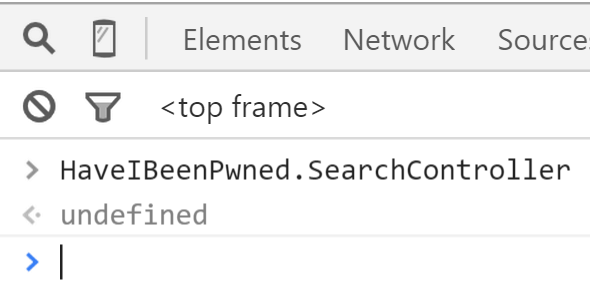 Elements Network Source
<top frame>
HaveIBeenPwned.SearchController
undefined